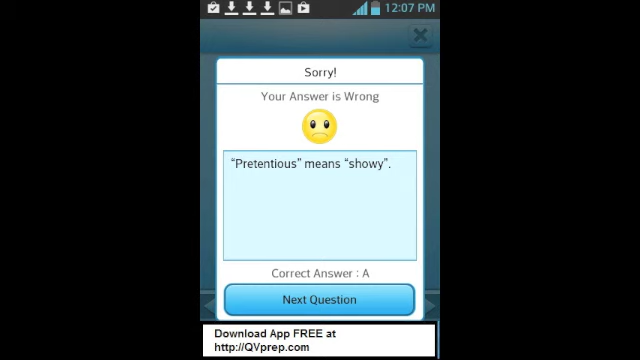 12:07 PM
Sorry!
Your Answer is Wrong
“Pretentious” means “showy”.
Correct Answer : A
Next Question
Download App FREE at
http://QVprep.com